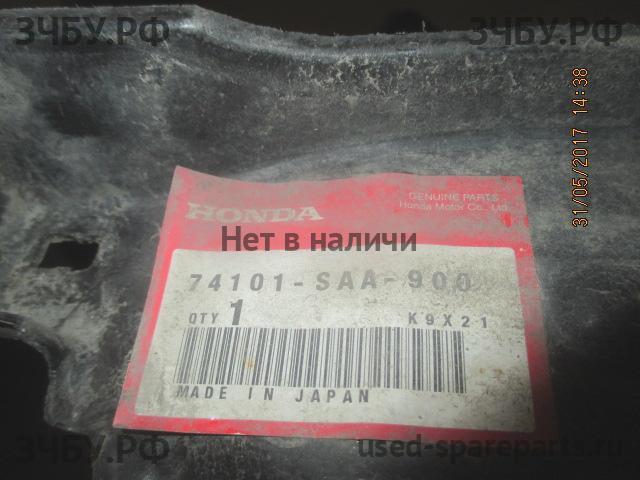 ЗЧБУ.РФ
ЗЧБУ.РФ
31/05/2017 14:38
GENUINE PARTS
Honda Motor Co., Ltd.
HONDA
Нет в наличи
74101-SAA-900
QTY 1
K9X21
MADE IN JAPAN
ЗЧБУ.РФ
used-spareparts.ru